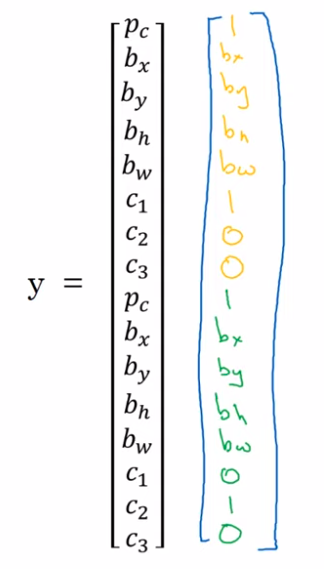 p_c 1
b_x bx
b_y by
b_h bh
b_w bw
c_1 1
c_2 0
y = c_3 0
p_c 1
b_x bx
b_y by
b_h bh
b_w bw
c_1 0
c_2 1
c_3 0